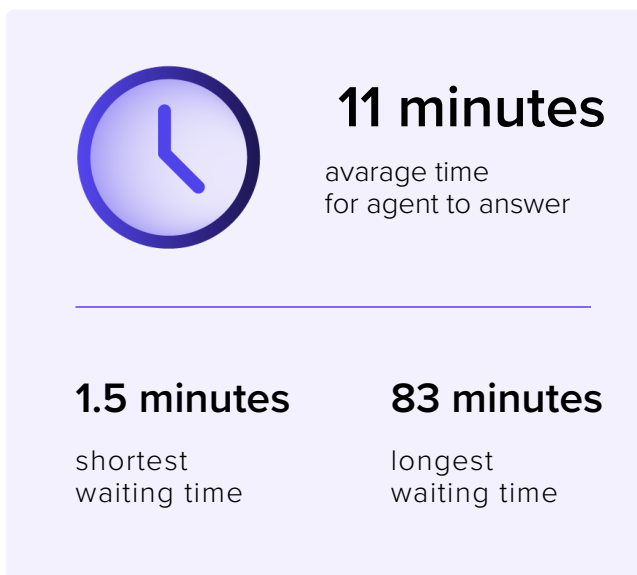 11 minutes
avarage time
for agent to answer
1.5 minutes
shortest
waiting time
83 minutes
longest
waiting time